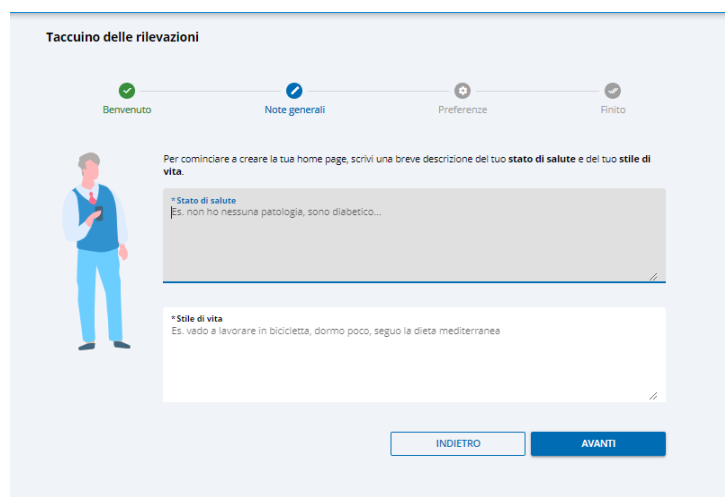 Taccuino delle rilevazioni
Benvenuto
Note generali
Preferenze
Finito
Per cominciare a creare la tua home page, scrivi una breve descrizione del tuo stato di salute e del tuo stile di
vita.
*Stato di salute
Es. non ho nessuna patologia, sono diabetico...
*Stile di vita
Es. vado a lavorare in bicicletta, dormo poco, seguo la dieta mediterranea
INDIETRO
AVANTI